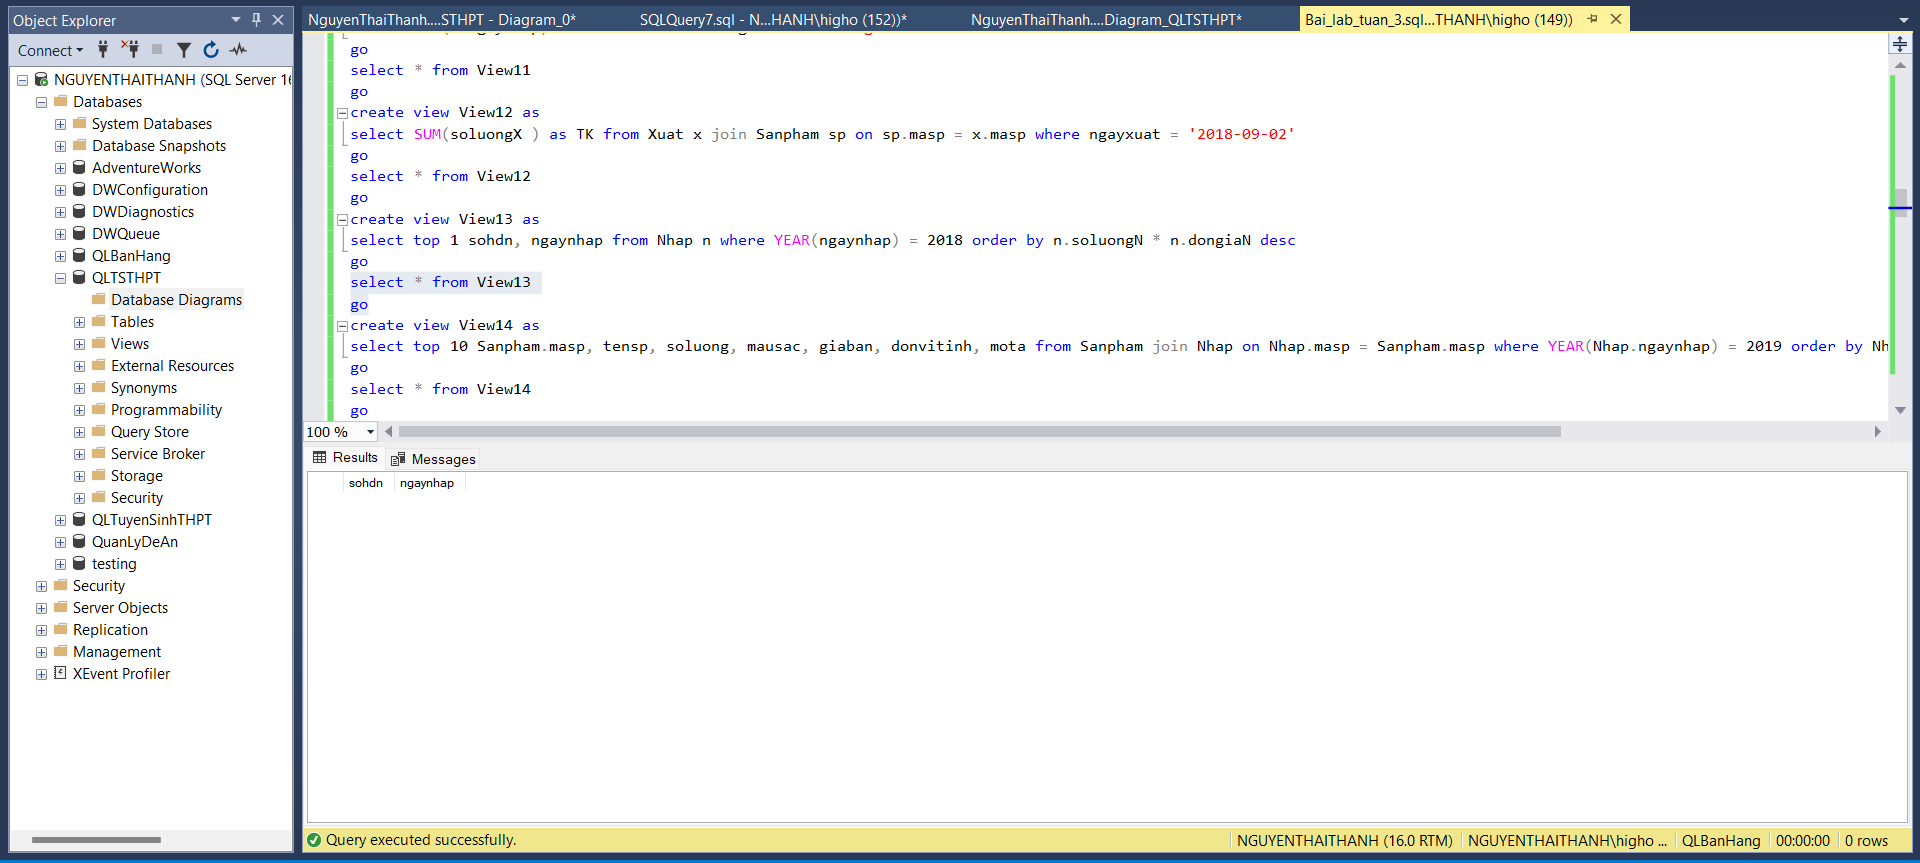 Object Explorer
Connect
NGUYENTHAITHANH (SQL Server 16
Databases
System Databases
Database Snapshots
AdventureWorks
DWConfiguration
DWDiagnostics
DWQueue
QLBanHang
QLTSTHPT
Database Diagrams
Tables
Views
External Resources
Synonyms
Programmability
Query Store
Service Broker
Storage
Security
QLTuyenSinhTHPT
QuanLyDeAn
testing
Security
Server Objects
Replication
Management
XEvent Profiler
NguyenThaiThanh....STHPT - Diagram_0*
SQLQuery7.sql - N...HANH\higho (152))*
NguyenThaiThanh....Diagram_QLTSTHPT*
Bai_lab_tuan_3.sql...THANH\higho (149))
go
select * from View11
go
create view View12 as
select SUM(soluongX ) as TK from Xuat x join Sanpham sp on sp.masp = x.masp where ngayxuat = '2018-09-02'
go
select * from View12
go
create view View13 as
select top 1 sohdn, ngaynhap from Nhap n where YEAR(ngaynhap) = 2018 order by n.soluongN * n.dongiaN desc
go
select * from View13
go
create view View14 as
select top 10 Sanpham.masp, tensp, soluong, mausac, giaban, donvitinh, mota from Sanpham join Nhap on Nhap.masp = Sanpham.masp where YEAR(Nhap.ngaynhap) = 2019 order by Nh
go
select * from View14
go
100 %
Results Messages
sohdn ngaynhap
Query executed successfully. NGUYENTHAITHANH (16.0 RTM) NGUYENTHAITHANH\higho ... QLBanHang 00:00:00 0 rows